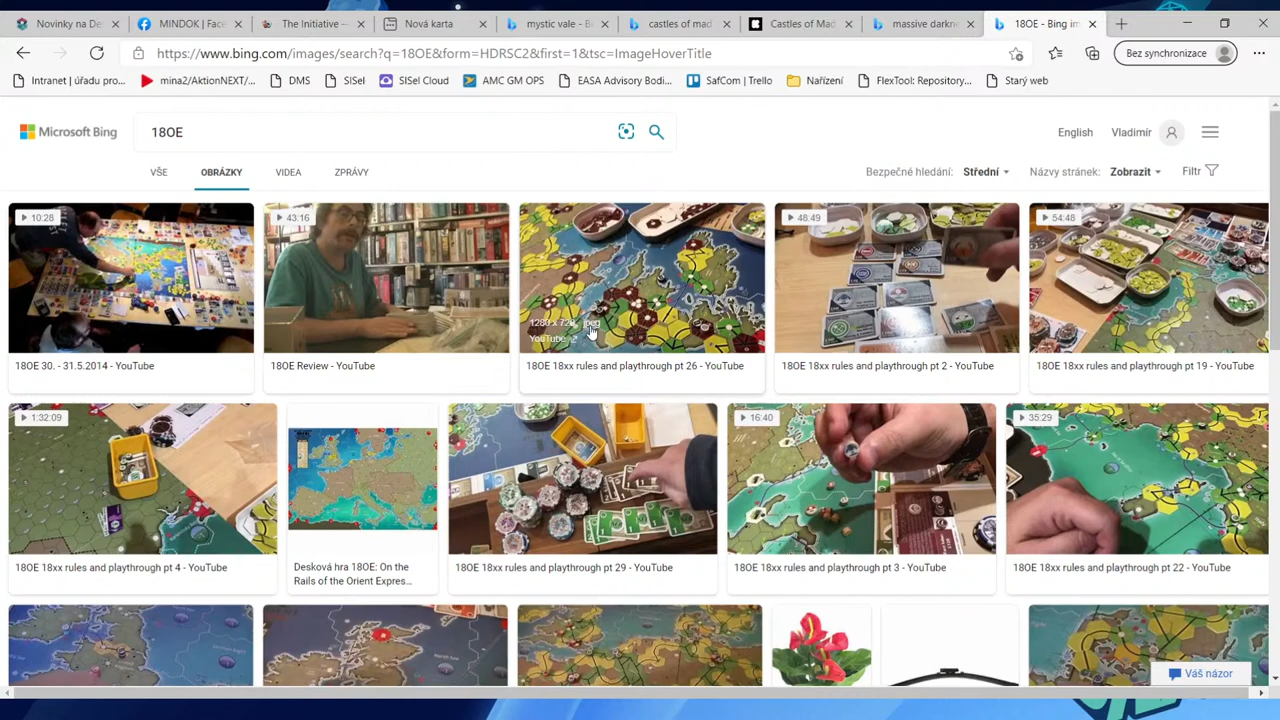 Novinky na De
MINDOK | Face
The Initiative –
Nová karta
mystic vale - Bi
castles of mad
Castles of Mad
massive darkn
18OE - Bing im
https://www.bing.com/images/search?q=18OE&form=HDRSC2&first=1&tsc=ImageHoverTitle
Bez synchronizace
Intranet | úřadu pro...
mina2/AktionNEXT/...
DMS
SISel
SISel Cloud
AMC GM OPS
EASA Advisory Bodi...
SafCom | Trello
Nařízení
FlexTool: Repository...
Starý web
Microsoft Bing
18OE
English
Vladimír
VŠE
OBRÁZKY
VIDEA
ZPRÁVY
Bezpečné hledání: Střední
Názvy stránek: Zobrazit
Filtr
10:28
43:16
48:49
54:48
1280 x 720 jpeg
YouTube
18OE 30. - 31.5.2014 - YouTube
18OE Review - YouTube
18OE 18xx rules and playthrough pt 26 - YouTube
18OE 18xx rules and playthrough pt 2 - YouTube
18OE 18xx rules and playthrough pt 19 - YouTube
1:32:09
16:40
35:29
18OE 18xx rules and playthrough pt 4 - YouTube
Desková hra 18OE: On the
Rails of the Orient Expres...
18OE 18xx rules and playthrough pt 29 - YouTube
18OE 18xx rules and playthrough pt 3 - YouTube
18OE 18xx rules and playthrough pt 22 - YouTube
Váš názor